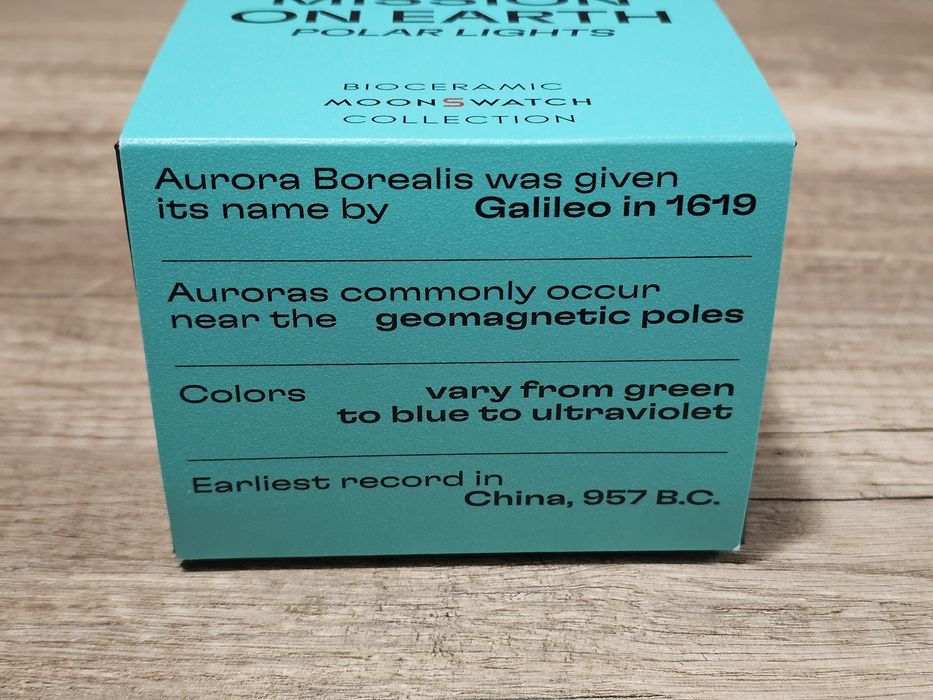 MISSION
ON EARTH
POLAR LIGHTS
BIOCERAMIC
MOONSWATCH
COLLECTION
Aurora Borealis was given
its name by Galileo in 1619
Auroras commonly occur
near the geomagnetic poles
Colors vary from green
to blue to ultraviolet
Earliest record in
China, 957 B.C.